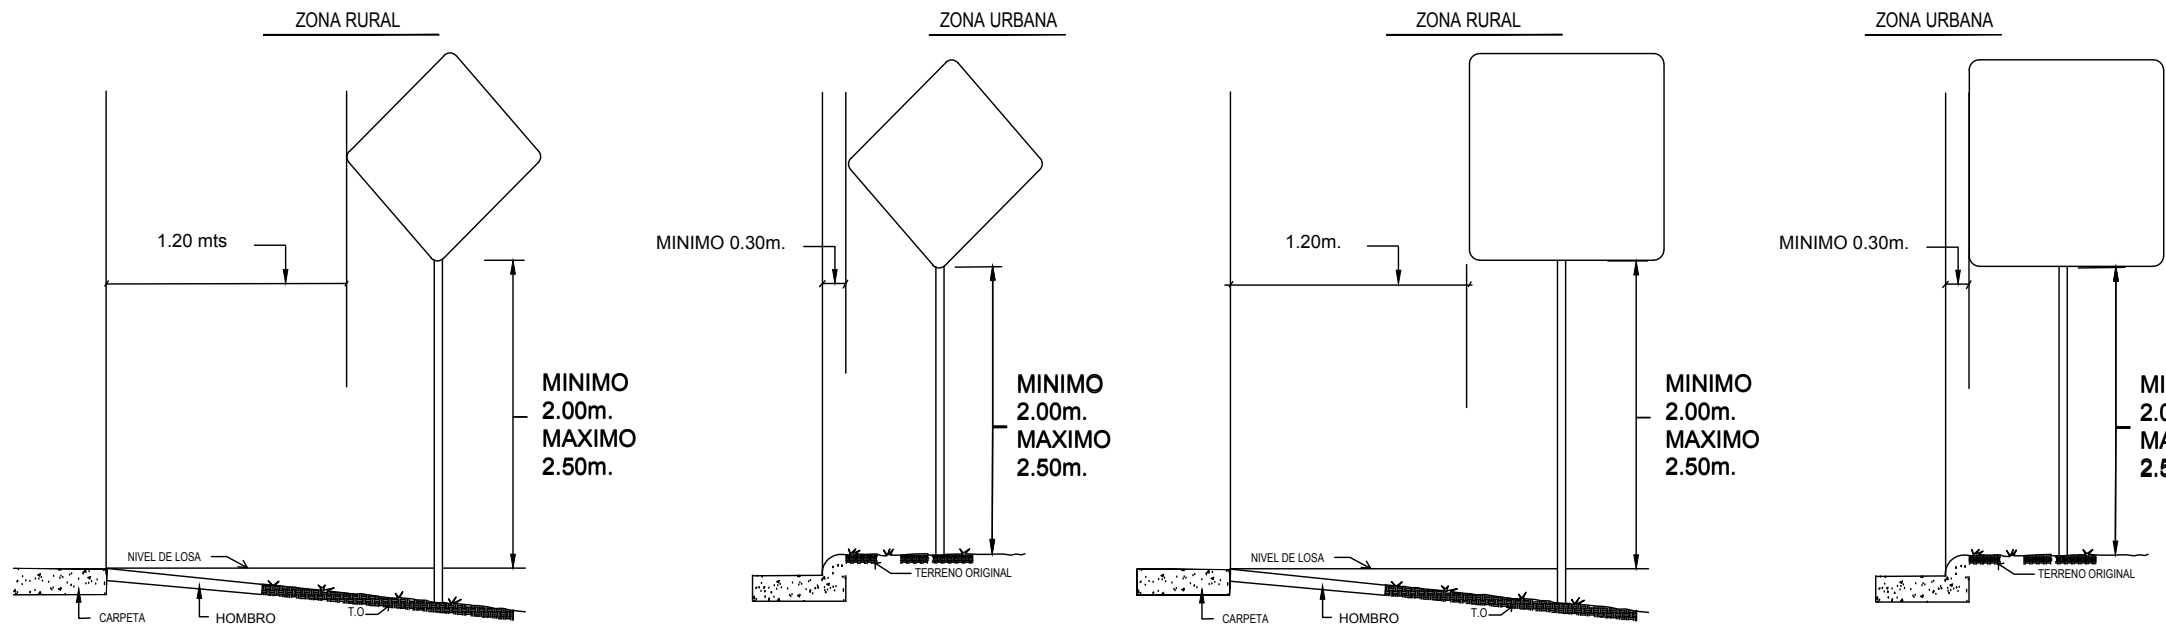 ZONA RURAL
1.20 mts
MINIMO
2.00m.
MAXIMO
2.50m.
NIVEL DE LOSA
CARPETA
HOMBRO
T.O
ZONA URBANA
MINIMO 0.30m.
MINIMO
2.00m.
MAXIMO
2.50m.
TERRENO ORIGINAL
ZONA RURAL
1.20m.
MINIMO
2.00m.
MAXIMO
2.50m.
NIVEL DE LOSA
CARPETA
HOMBRO
T.O
ZONA URBANA
MINIMO 0.30m.
TERRENO ORIGINAL